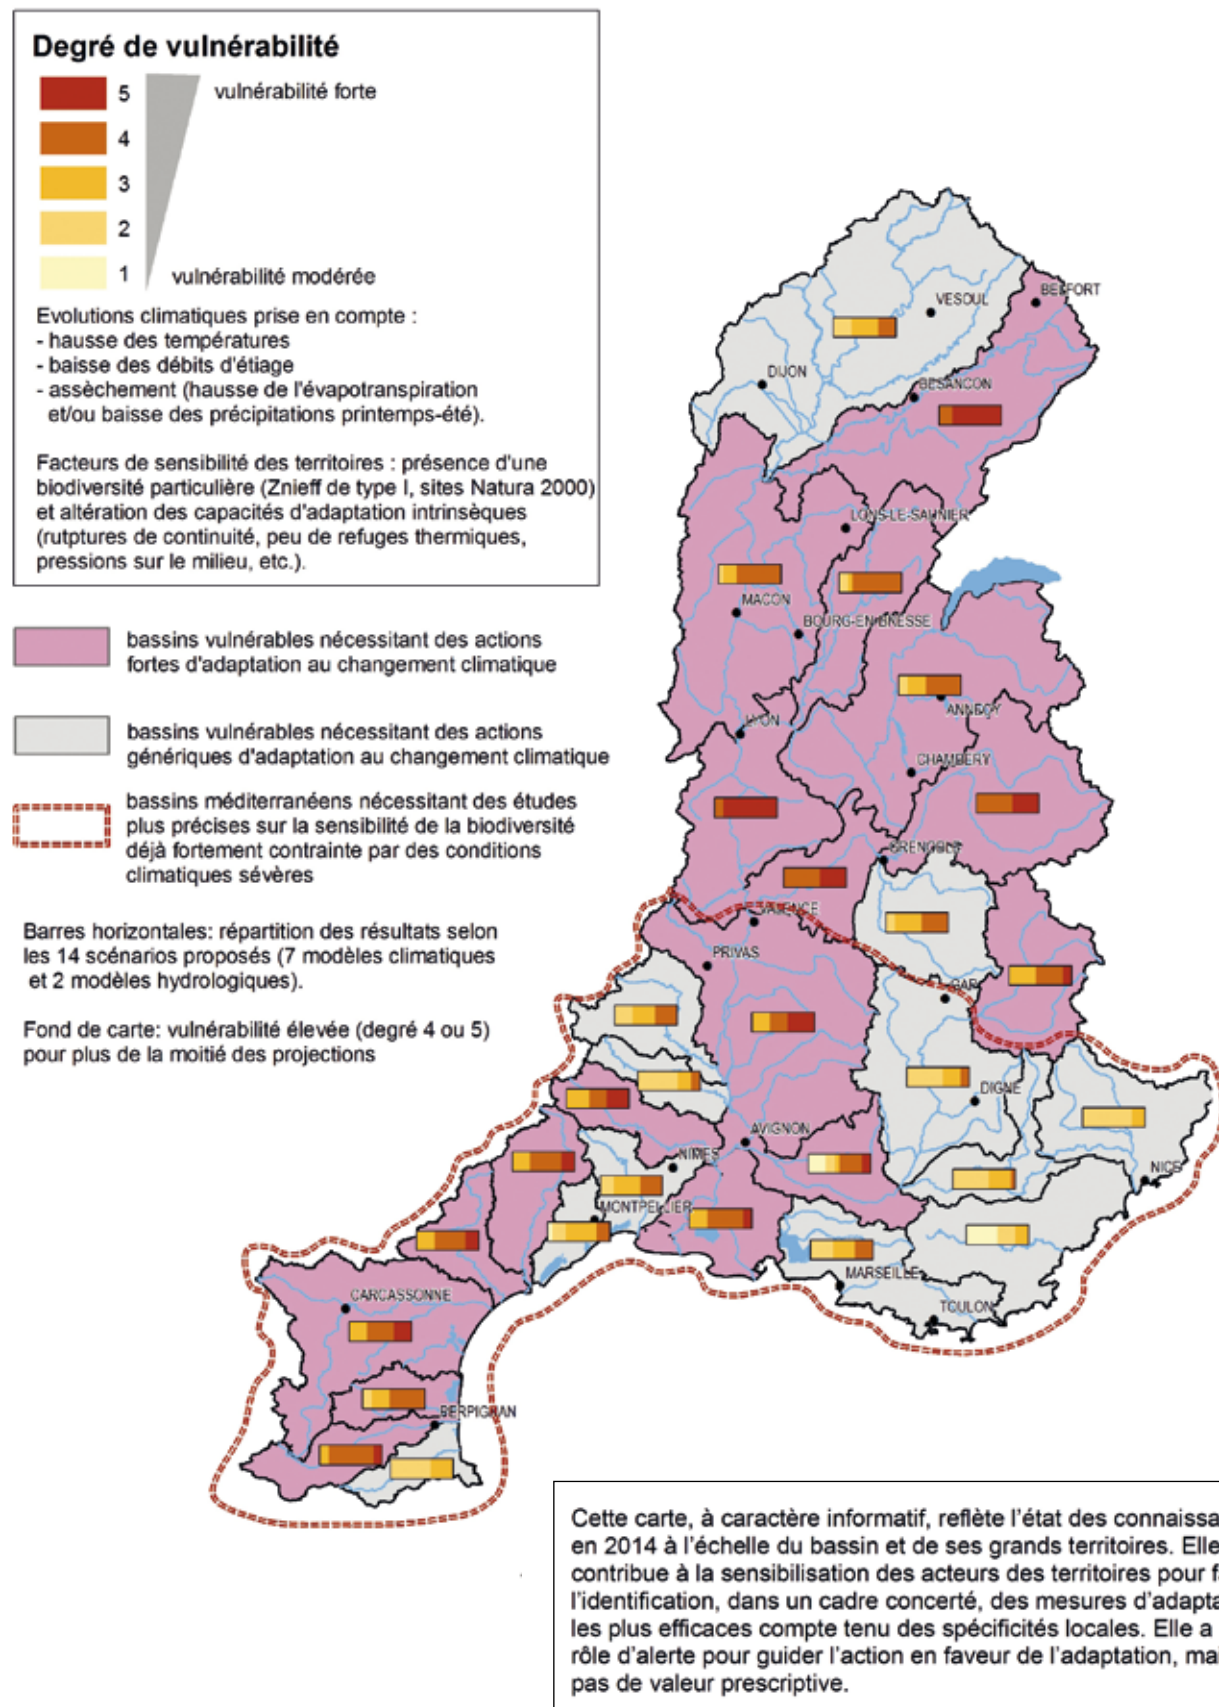 Degré de vulnérabilité
5
vulnérabilité forte
4
3
2
1
vulnérabilité modérée
Evolutions climatiques prise en compte :
- hausse des températures
- baisse des débits d'étiage
- assèchement (hausse de l'évapotranspiration
et/ou baisse des précipitations printemps-été).
Facteurs de sensibilité des territoires : présence d'une
biodiversité particulière (Znieff de type I, sites Natura 2000)
et altération des capacités d'adaptation intrinsèques
(rutptures de continuité, peu de refuges thermiques,
pressions sur le milieu, etc.).
bassins vulnérables nécessitant des actions
fortes d'adaptation au changement climatique
bassins vulnérables nécessitant des actions
génériques d'adaptation au changement climatique
bassins méditerranéens nécessitant des études
plus précises sur la sensibilité de la biodiversité
déjà fortement contrainte par des conditions
climatiques sévères
Barres horizontales: répartition des résultats selon
les 14 scénarios proposés (7 modèles climatiques
et 2 modèles hydrologiques).
Fond de carte: vulnérabilité élevée (degré 4 ou 5)
pour plus de la moitié des projections
BELFORT
VESOUL
DIJON
BESANCON
LONS-LE-SAUNIER
MACON
BOURG-EN-BRESSE
ANNECY
LYON
CHAMBERY
GRENOBLE
VALENCE
PRIVAS
GAP
DIGNE
AVIGNON
NIMES
NICE
MONTPELLIER
MARSEILLE
TOULON
CARCASSONNE
PERPIGNAN
Cette carte, à caractère informatif, reflète l'état des connaissa
en 2014 à l'échelle du bassin et de ses grands territoires. Elle
contribue à la sensibilisation des acteurs des territoires pour fa
l'identification, dans un cadre concerté, des mesures d'adapta
les plus efficaces compte tenu des spécificités locales. Elle a
rôle d'alerte pour guider l'action en faveur de l'adaptation, mai
pas de valeur prescriptive.